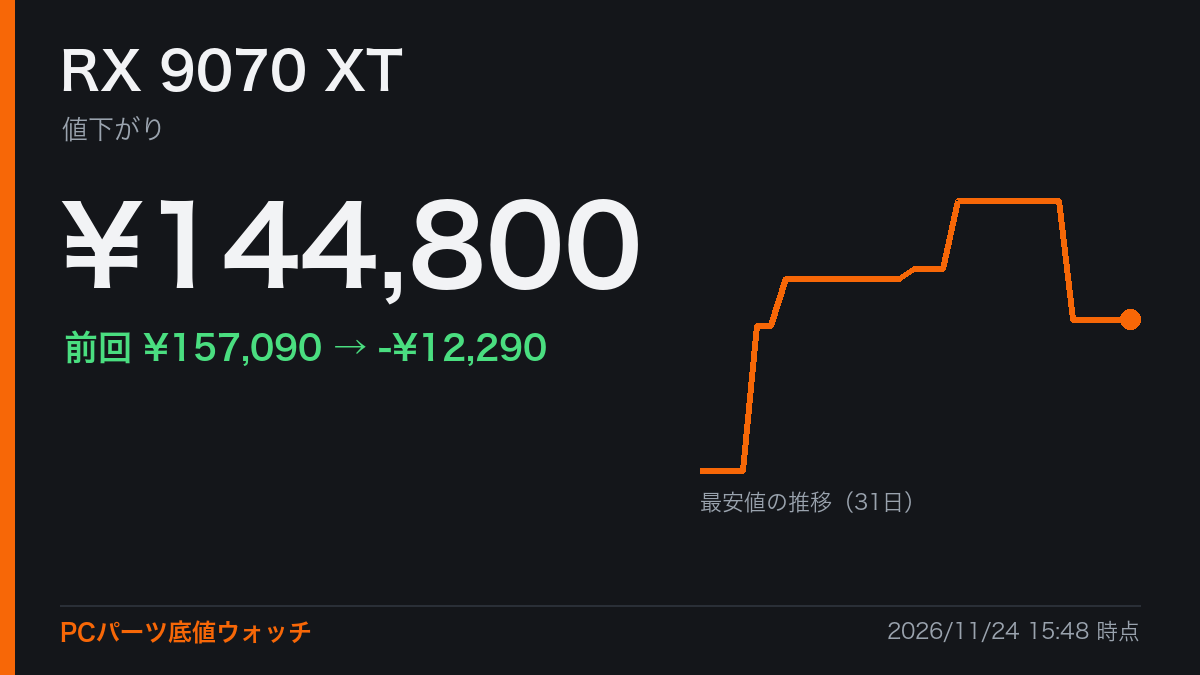 RX 9070 XT
値下がり
¥144,800
前回 ¥157,090 → -¥12,290
最安値の推移（31日）
PCパーツ底値ウォッチ
2026/11/24 15:48 時点